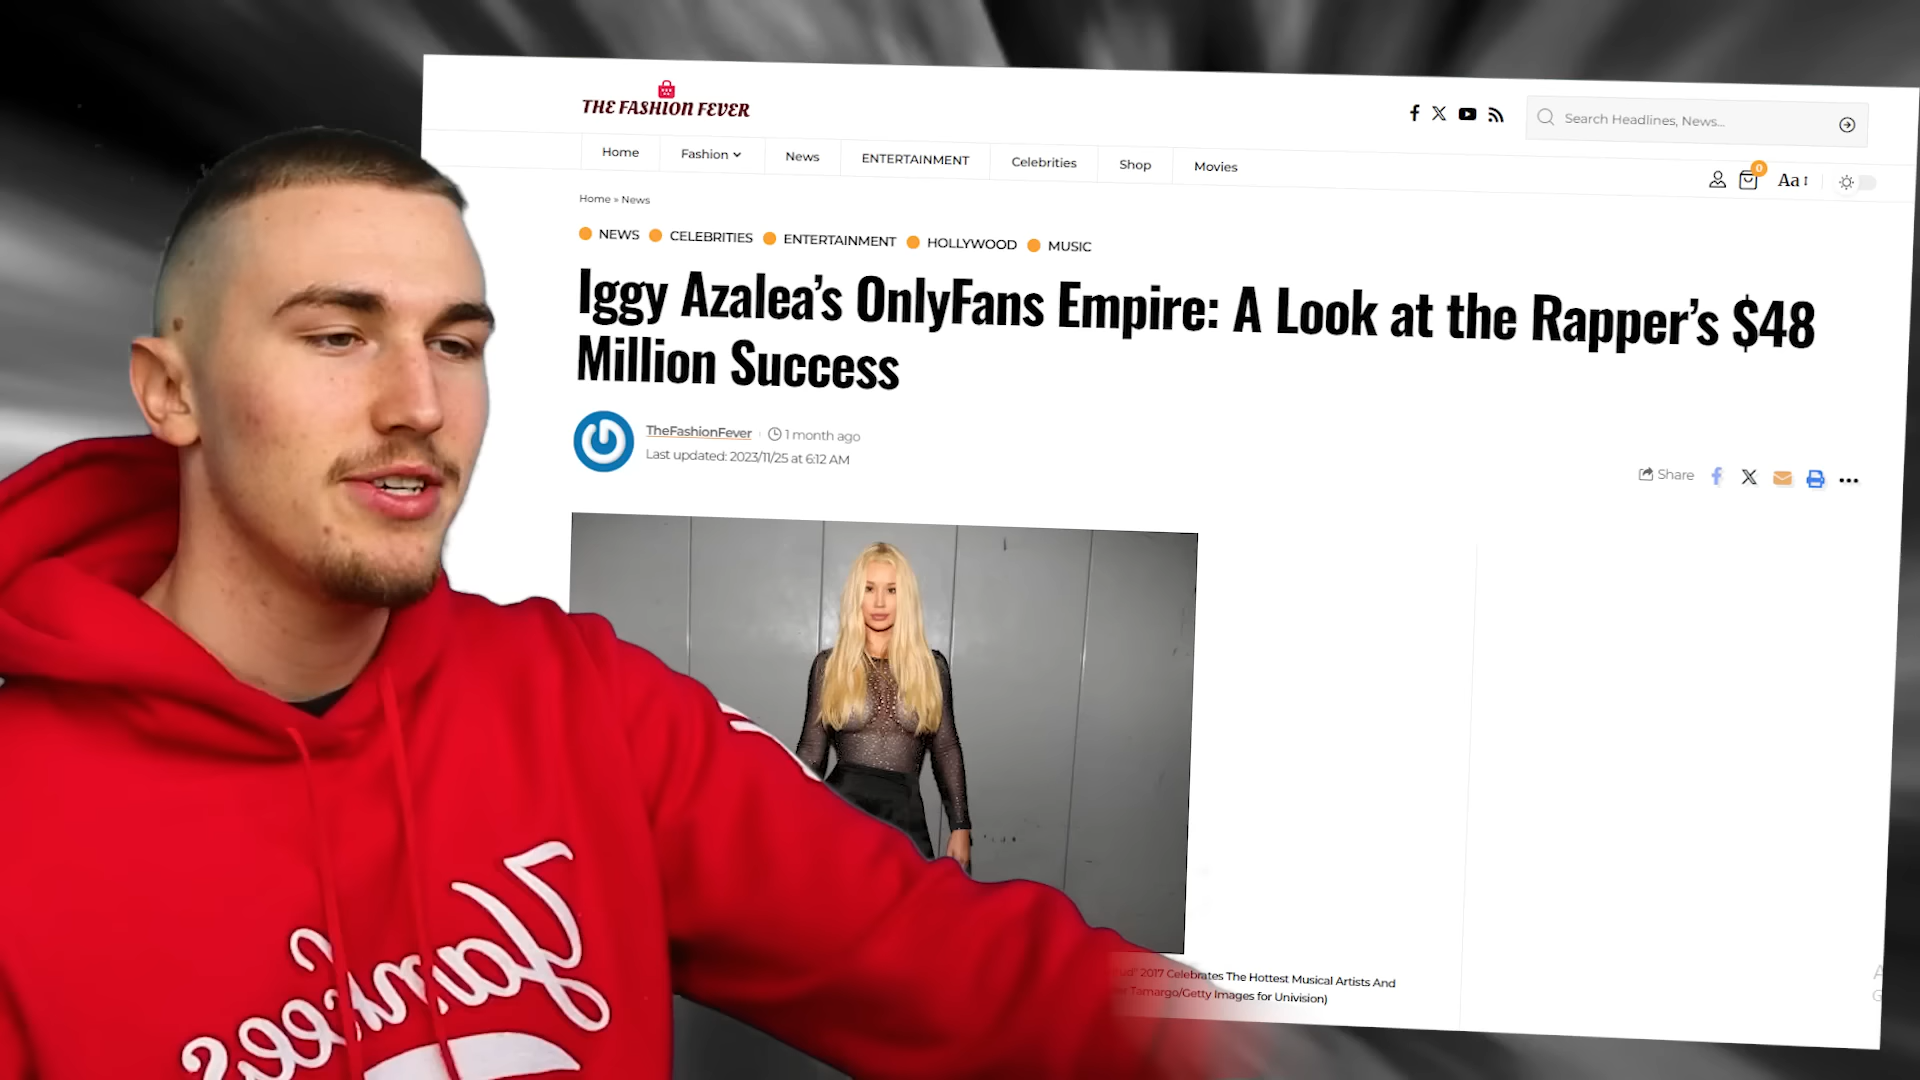 THE FASHION FEVER
Search Headlines, News...
Home
Fashion
News
ENTERTAINMENT
Celebrities
Shop
Movies
0
Aa
Home » News
NEWS
CELEBRITIES
ENTERTAINMENT
HOLLYWOOD
MUSIC
Iggy Azalea’s OnlyFans Empire: A Look at the Rapper’s $48
Million Success
TheFashionFever
1 month ago
Last updated: 2023/11/25 at 6:12 AM
Share
2017 Celebrates The Hottest Musical Artists And
Tamargo/Getty Images for Univision)
Yankees